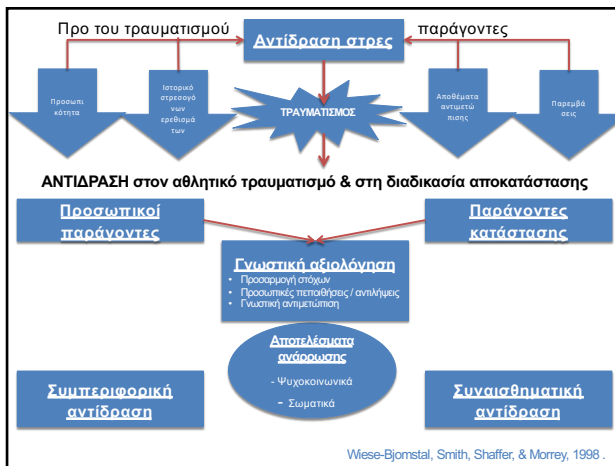 Προ του τραυματισμού
Αντίδραση στρες
παράγοντες
Προσωπι
κότητα
Ιστορικό
στρεσογό
νων
ερεθισμά
των
ΤΡΑΥΜΑΤΙΣΜΟΣ
Αποθέματα
αντιμετώ
πισης
Παρεμβά
σεις
ΑΝΤΙΔΡΑΣΗ στον αθλητικό τραυματισμό & στη διαδικασία αποκατάστασης
Προσωπικοί
παράγοντες
Παράγοντες
κατάστασης
Γνωστική αξιολόγηση
• Προσαρμογή στόχων
• Προσωπικές πεποιθήσεις / αντιλήψεις
• Γνωστική αντιμετώπιση
Αποτελέσματα
ανάρρωσης
- Ψυχοκοινωνικά
- Σωματικά
Συμπεριφορική
αντίδραση
Συναισθηματική
αντίδραση
Wiese-Bjornstal, Smith, Shaffer, & Morrey, 1998 .